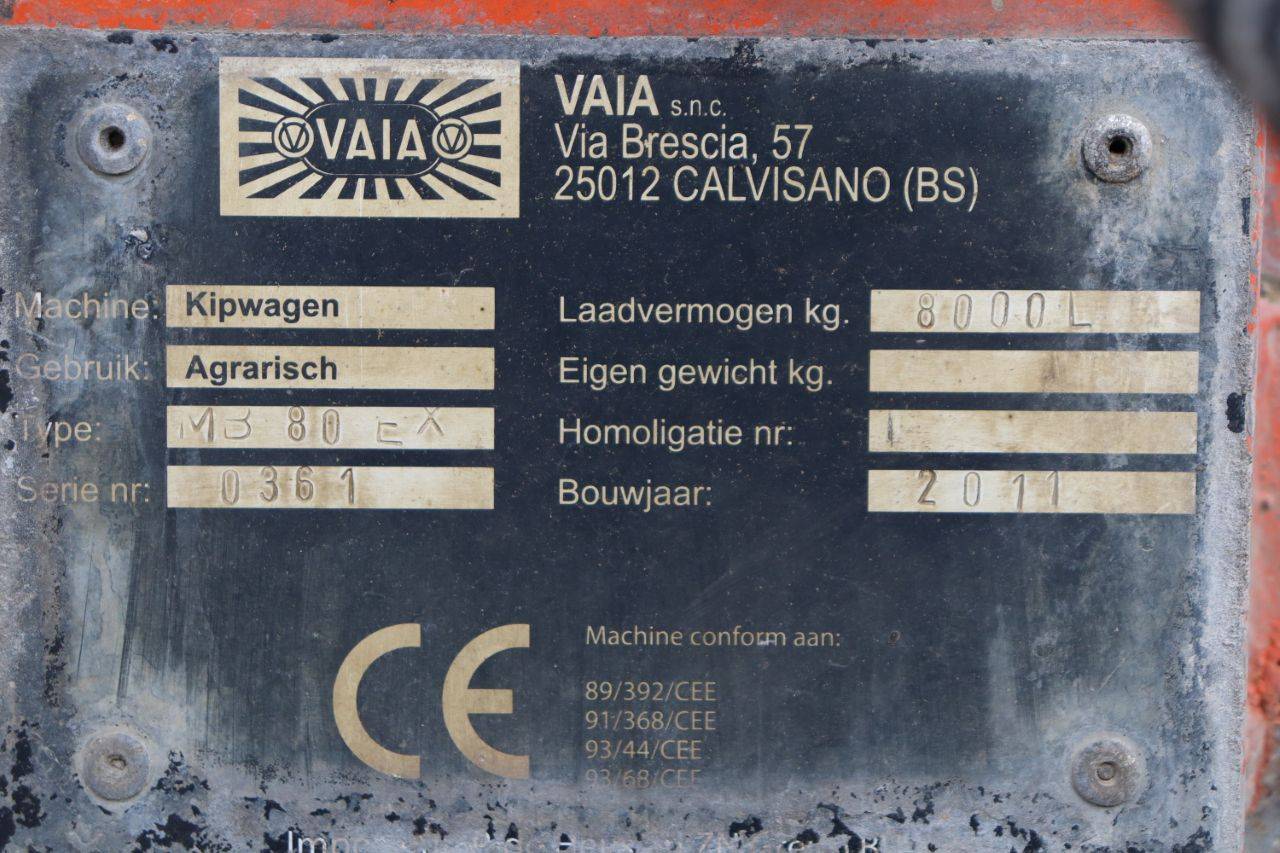 VAIA
VAIA s.n.c.
Via Brescia, 57
25012 CALVISANO (BS)
Machine: Kipwagen
Gebruik: Agrarisch
Type: MB 80 EX
Serie nr: 0361
Laadvermogen kg. 8000L
Eigen gewicht kg.
Homoligatie nr:
Bouwjaar: 2011
CE
Machine conform aan:
89/392/CEE
91/368/CEE
93/44/CEE
93/68/CEE